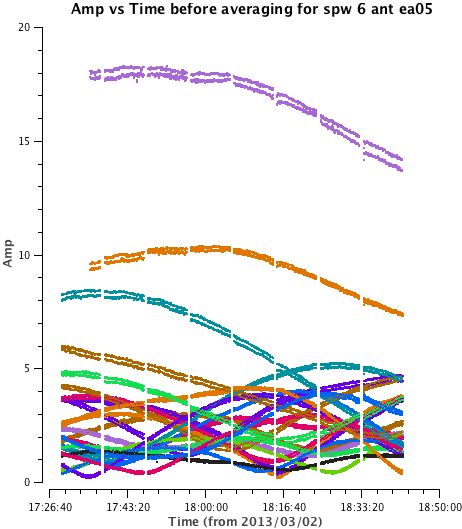 Amp vs Time before averaging for spw 6 ant ea05
20
15
10
5
0
Amp
17:26:40 17:43:20 18:00:00 18:16:40 18:33:20 18:50:00
Time (from 2013/03/02)